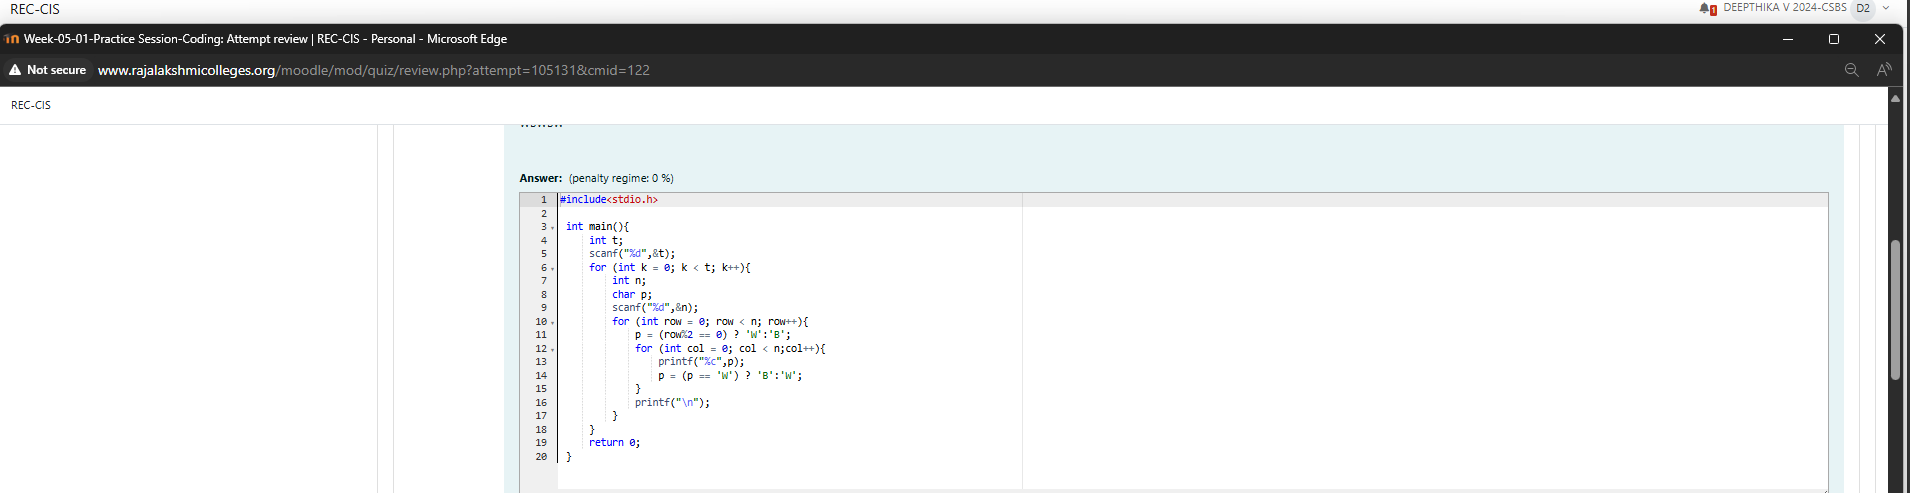 REC-CIS
1 DEEPTHIKA V 2024-CSBS D2
Week-05-01-Practice Session-Coding: Attempt review | REC-CIS - Personal - Microsoft Edge
Not secure www.rajalakshmicolleges.org/moodle/mod/quiz/review.php?attempt=105131&cmid=122
REC-CIS
Answer: (penalty regime: 0 %)
1 #include<stdio.h>
2
3 int main(){
4 int t;
5 scanf("%d",&t);
6 for (int k = 0; k < t; k++){
7 int n;
8 char p;
9 scanf("%d",&n);
10 for (int row = 0; row < n; row++){
11 p = (row%2 == 0) ? 'W':'B';
12 for (int col = 0; col < n;col++){
13 printf("%c",p);
14 p = (p == 'W') ? 'B':'W';
15 }
16 printf("\n");
17 }
18 }
19 return 0;
20 }